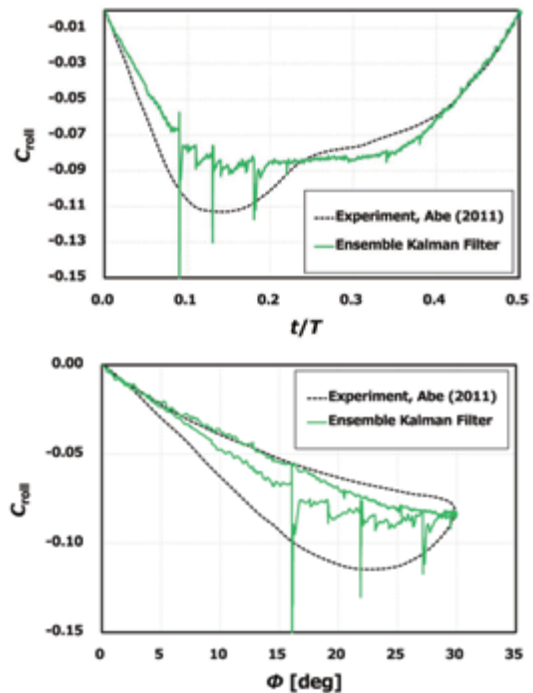 -0.01
-0.03
-0.05
-0.07
-0.09
-0.11
-0.13
-0.15
C_roll
Experiment, Abe (2011)
Ensemble Kalman Filter
0.0 0.1 0.2 0.3 0.4 0.5
t/T
0.00
-0.05
-0.10
-0.15
C_roll
Experiment, Abe (2011)
Ensemble Kalman Filter
0 5 10 15 20 25 30 35
Φ [deg]